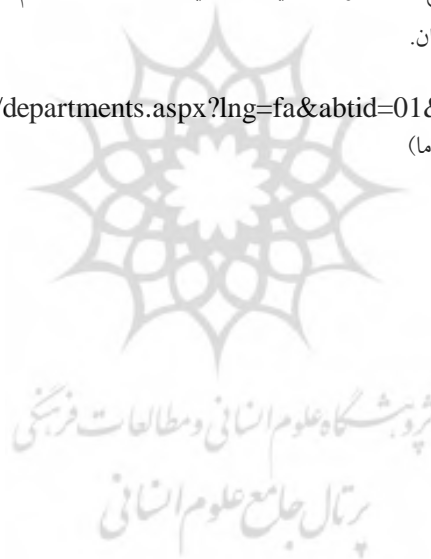 ان.
/departments.aspx?lng=fa&abtid=01&
ما)
پژوهشگاه علوم انسانی و مطالعات فرهنگی
پرتال جامع علوم انسانی